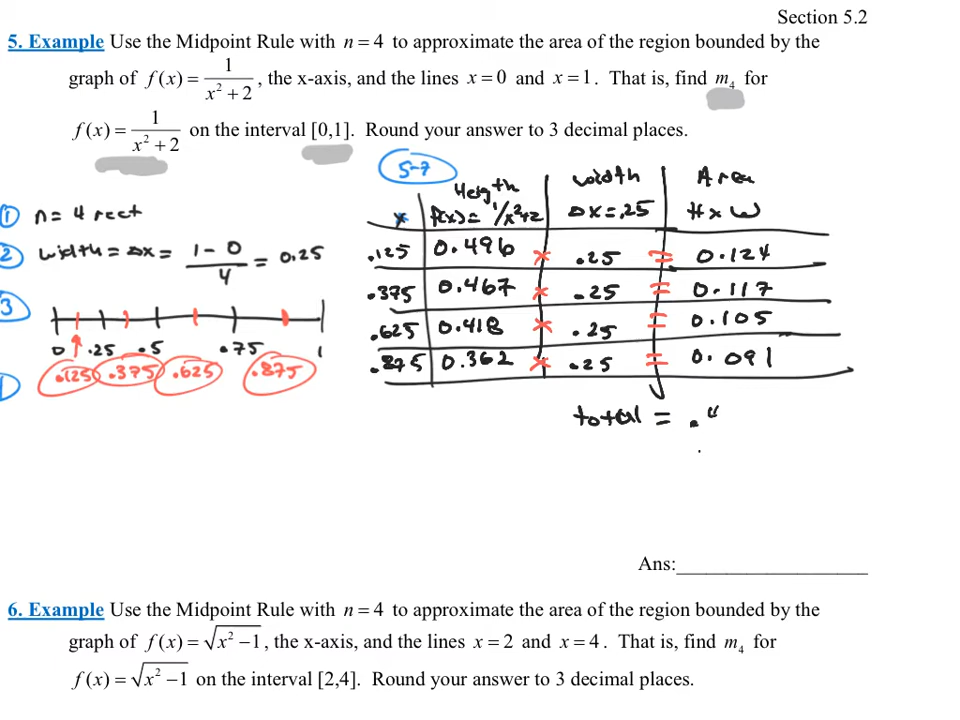 Section 5.2
5. Example Use the Midpoint Rule with n = 4 to approximate the area of the region bounded by the
graph of f(x) = 1/(x² + 2), the x-axis, and the lines x = 0 and x = 1. That is, find m₄ for
f(x) = 1/(x² + 2) on the interval [0,1]. Round your answer to 3 decimal places.
5-7
① n = 4 rect
② width = Δx = (1 - 0)/4 = 0.25
3
0 .25 .5 .75 1
.125 .375 .625 .875
x | Heigth f(x) = 1/x²+2 | width Δx = .25 | Area H x W
.125 | 0.496 × .25 = 0.124
.375 | 0.467 × .25 = 0.117
.625 | 0.418 × .25 = 0.105
.875 | 0.362 × .25 = 0.091
total = .4
Ans:____________________
6. Example Use the Midpoint Rule with n = 4 to approximate the area of the region bounded by the
graph of f(x) = √(x² − 1), the x-axis, and the lines x = 2 and x = 4. That is, find m₄ for
f(x) = √(x² − 1) on the interval [2,4]. Round your answer to 3 decimal places.